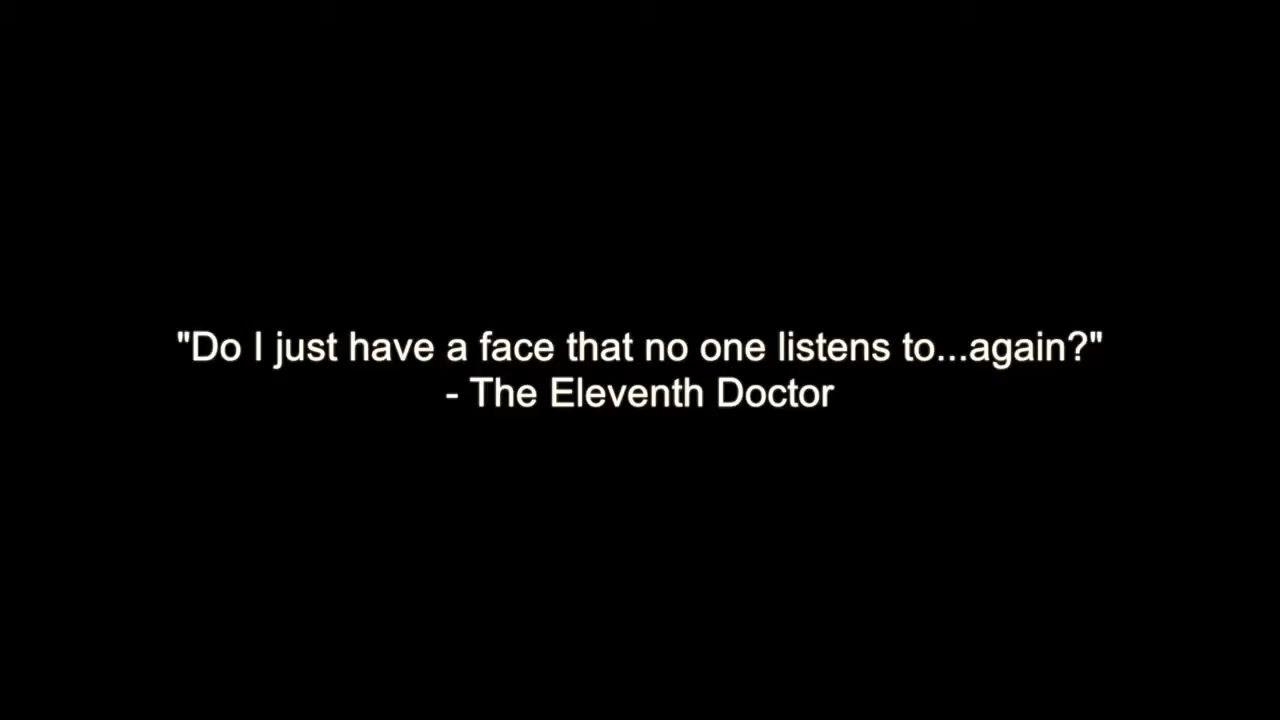 "Do I just have a face that no one listens to...again?"
- The Eleventh Doctor